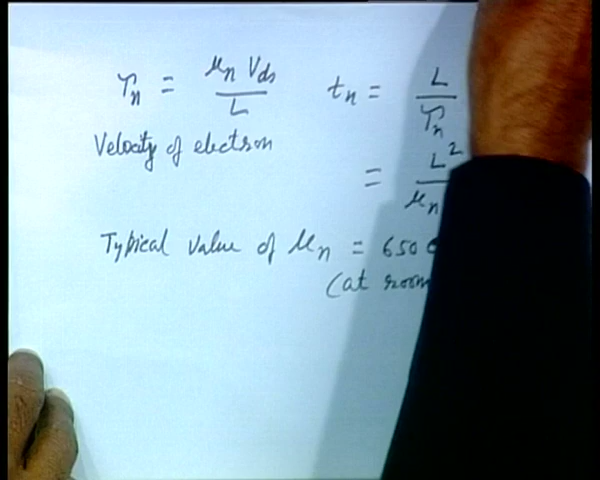 γn = μn Vds / L tn = L / γn
Velocity of electron
= L² / μn
Typical value of μn = 650
(at room